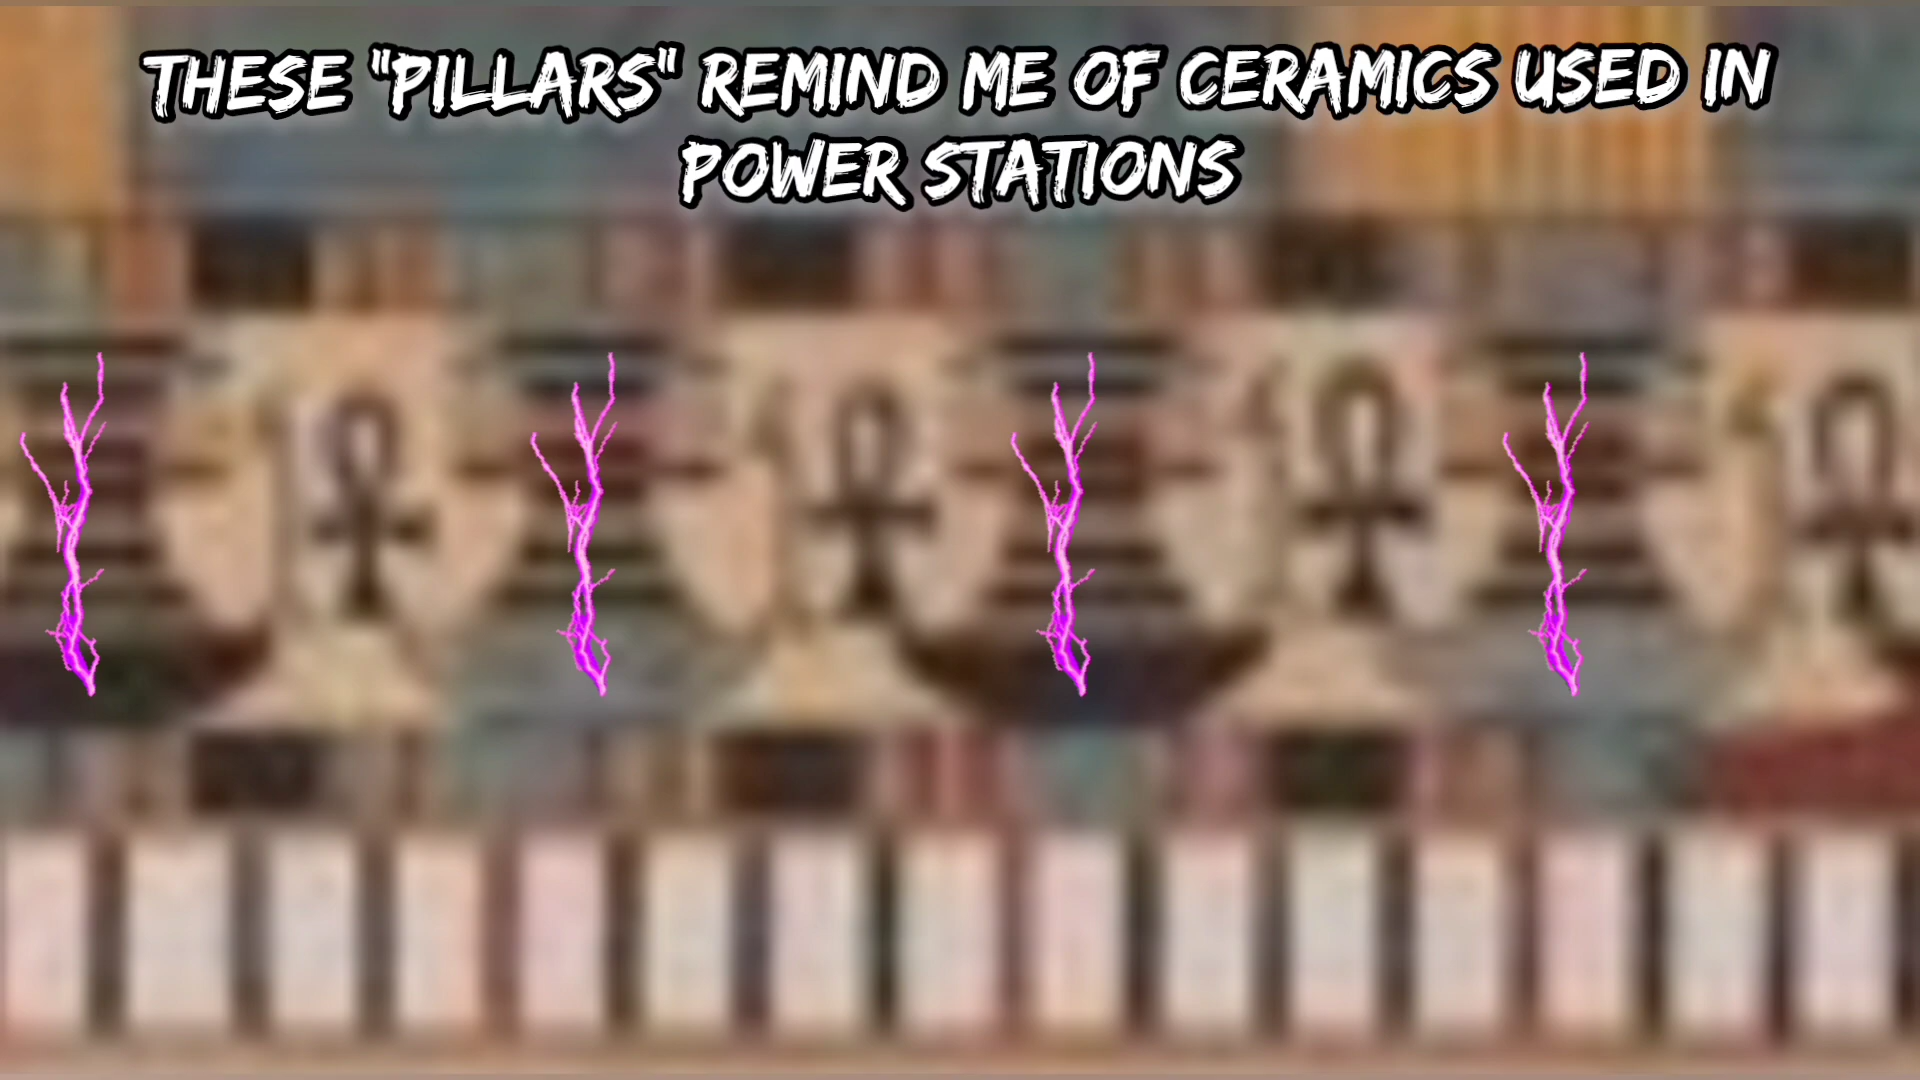 THESE "PILLARS" REMIND ME OF CERAMICS USED IN
POWER STATIONS